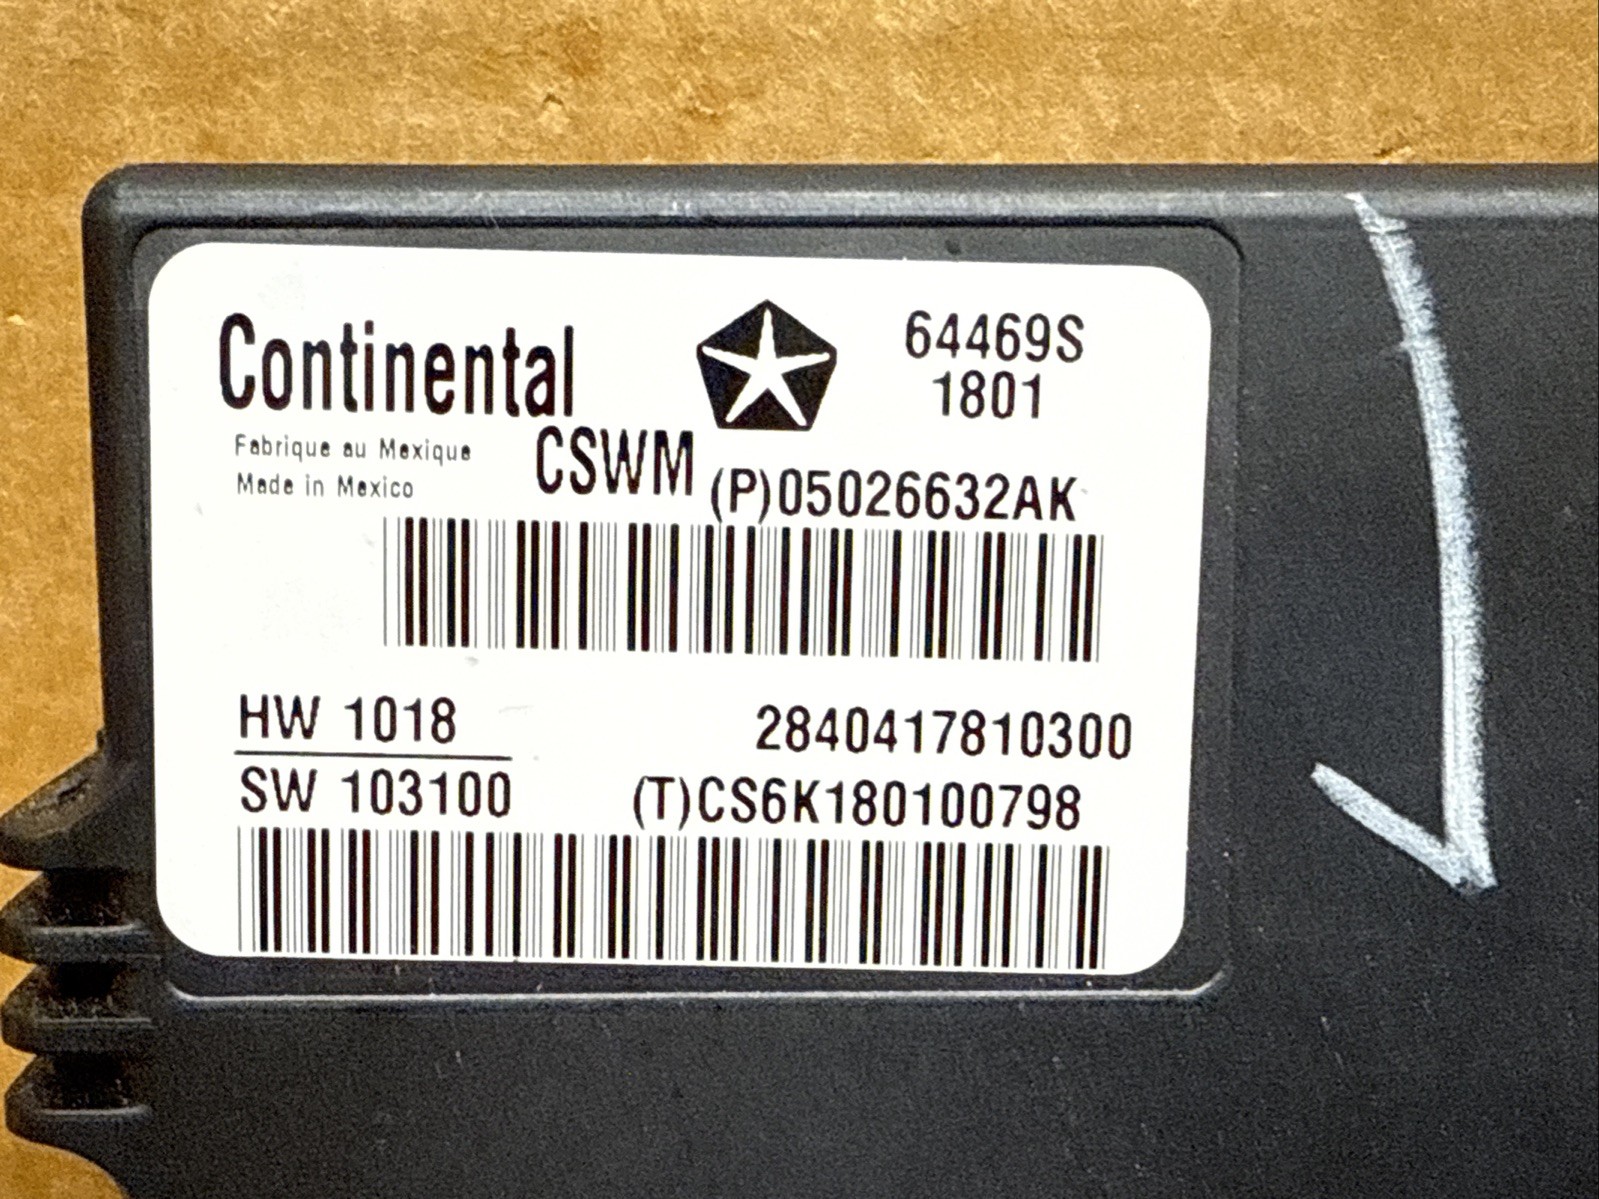 Continental
64469S
1801
Fabrique au Mexique
Made in Mexico
CSWM (P)05026632AK
HW 1018
2840417810300
SW 103100
(T)CS6K180100798